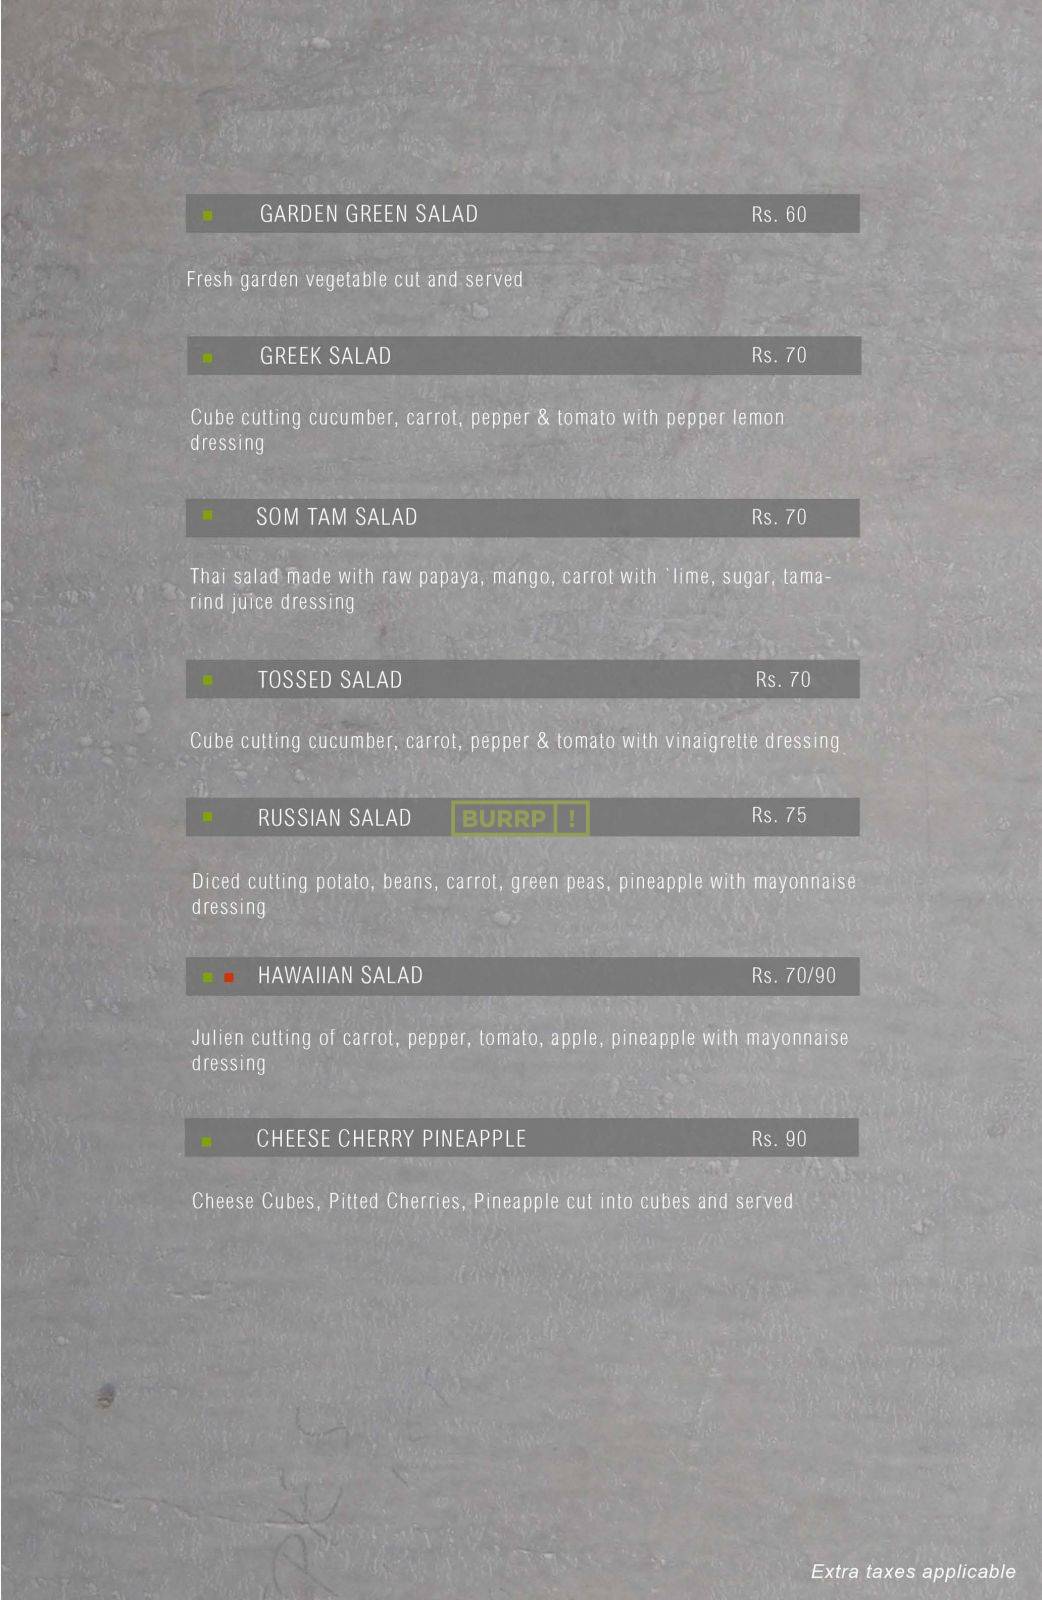 GARDEN GREEN SALAD Rs. 60
Fresh garden vegetable cut and served
GREEK SALAD Rs. 70
Cube cutting cucumber, carrot, pepper & tomato with pepper lemon
dressing
SOM TAM SALAD Rs. 70
Thai salad made with raw papaya, mango, carrot with `lime, sugar, tama-
rind juice dressing
TOSSED SALAD Rs. 70
Cube cutting cucumber, carrot, pepper & tomato with vinaigrette dressing
RUSSIAN SALAD BURRP ! Rs. 75
Diced cutting potato, beans, carrot, green peas, pineapple with mayonnaise
dressing
HAWAIIAN SALAD Rs. 70/90
Julien cutting of carrot, pepper, tomato, apple, pineapple with mayonnaise
dressing
CHEESE CHERRY PINEAPPLE Rs. 90
Cheese Cubes, Pitted Cherries, Pineapple cut into cubes and served
Extra taxes applicable